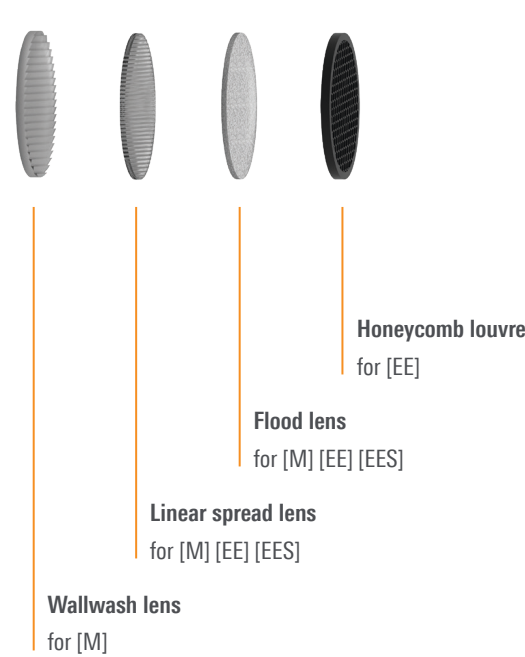 Honeycomb louvre
for [EE]
Flood lens
for [M] [EE] [EES]
Linear spread lens
for [M] [EE] [EES]
Wallwash lens
for [M]